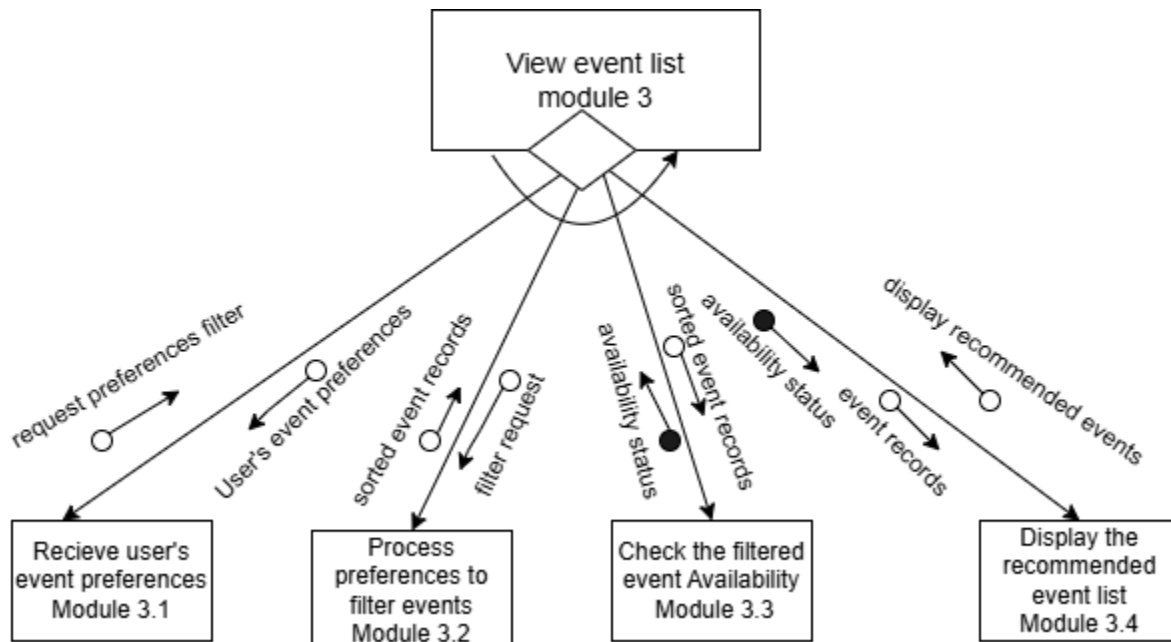 View event list
module 3
request preferences filter
User's event preferences
sorted event records
filter request
availability status
sorted event records
availability status
event records
display recommended events
Recieve user's
event preferences
Module 3.1
Process
preferences to
filter events
Module 3.2
Check the filtered
event Availability
Module 3.3
Display the
recommended
event list
Module 3.4